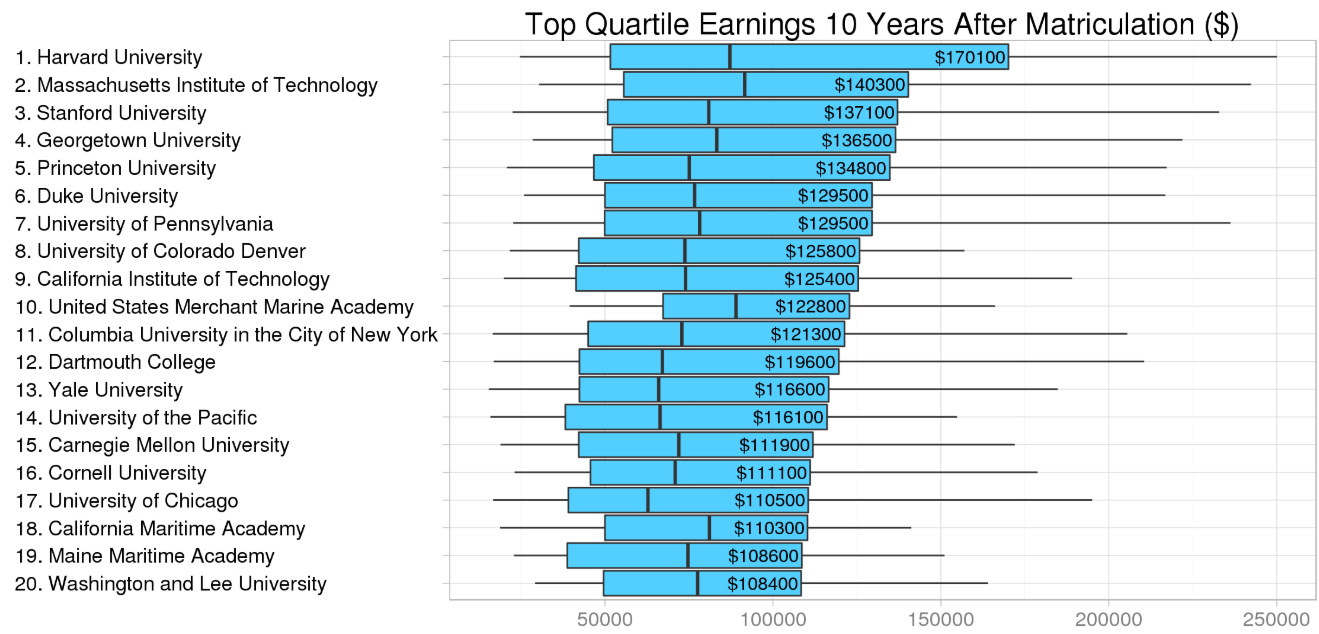 Top Quartile Earnings 10 Years After Matriculation ($)
1. Harvard University $170100
2. Massachusetts Institute of Technology $140300
3. Stanford University $137100
4. Georgetown University $136500
5. Princeton University $134800
6. Duke University $129500
7. University of Pennsylvania $129500
8. University of Colorado Denver $125800
9. California Institute of Technology $125400
10. United States Merchant Marine Academy $122800
11. Columbia University in the City of New York $121300
12. Dartmouth College $119600
13. Yale University $116600
14. University of the Pacific $116100
15. Carnegie Mellon University $111900
16. Cornell University $111100
17. University of Chicago $110500
18. California Maritime Academy $110300
19. Maine Maritime Academy $108600
20. Washington and Lee University $108400
50000 100000 150000 200000 250000